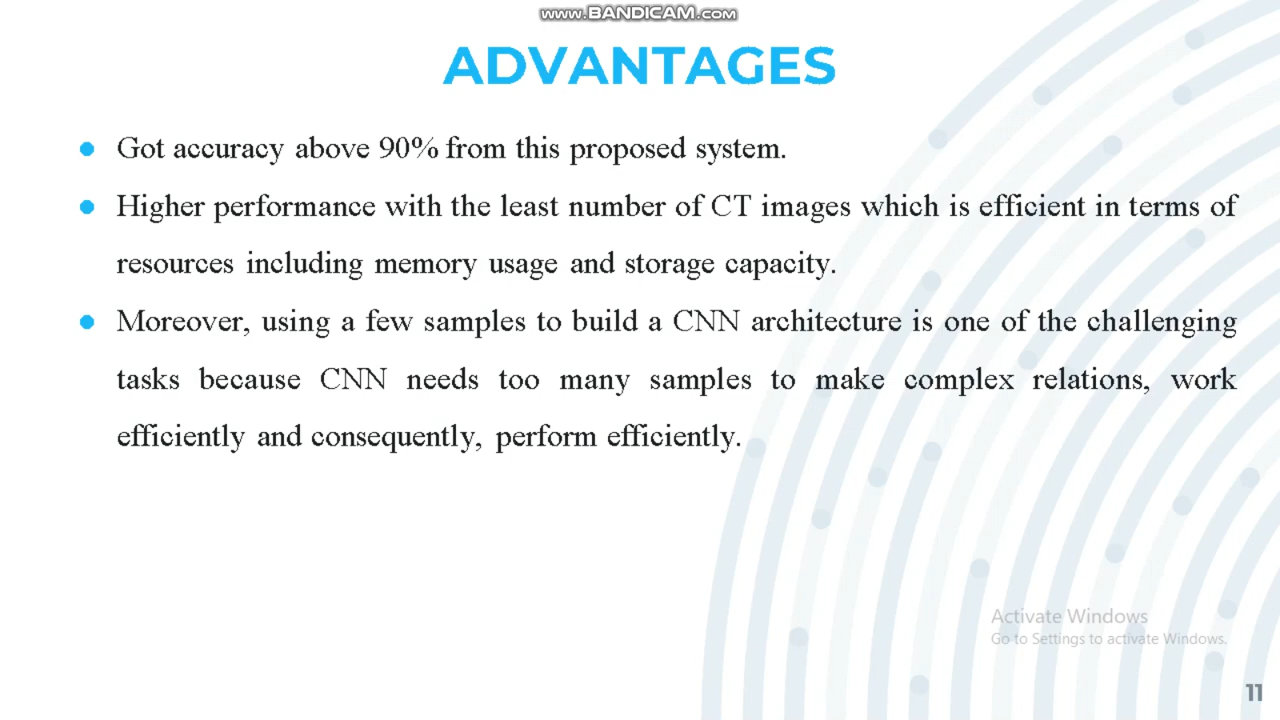 www.BANDICAM.com
ADVANTAGES
Got accuracy above 90% from this proposed system.
Higher performance with the least number of CT images which is efficient in terms of
resources including memory usage and storage capacity.
Moreover, using a few samples to build a CNN architecture is one of the challenging
tasks because CNN needs too many samples to make complex relations, work
efficiently and consequently, perform efficiently.
Activate Windows
Go to Settings to activate Windows.
11